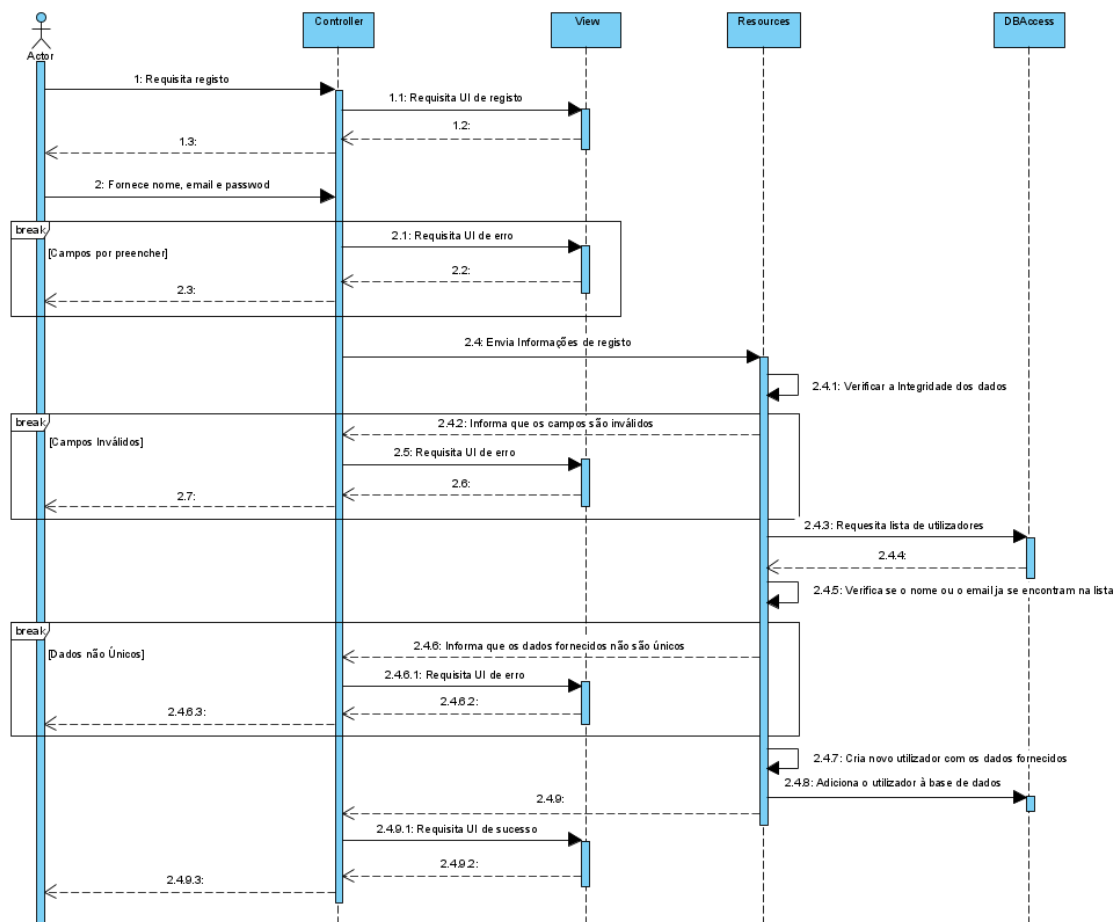 Controller
View
Resources
DBAccess
Actor
1: Requisita registo
1.1: Requisita UI de registo
1.2:
1.3:
2: Fornece nome, email e passwod
break
[Campos por preencher]
2.1: Requisita UI de erro
2.2:
2.3:
2.4: Envia Informações de registo
2.4.1: Verificar a Integridade dos dados
break
[Campos Inválidos]
2.4.2: Informa que os campos são inválidos
2.5: Requisita UI de erro
2.6:
2.7:
2.4.3: Requesita lista de utilizadores
2.4.4:
2.4.5: Verifica se o nome ou o email ja se encontram na lista
break
[Dados não Únicos]
2.4.6: Informa que os dados fornecidos não são únicos
2.4.6.1: Requisita UI de erro
2.4.6.2:
2.4.6.3:
2.4.7: Cria novo utilizador com os dados fornecidos
2.4.8: Adiciona o utilizador à base de dados
2.4.9:
2.4.9.1: Requisita UI de sucesso
2.4.9.2:
2.4.9.3: